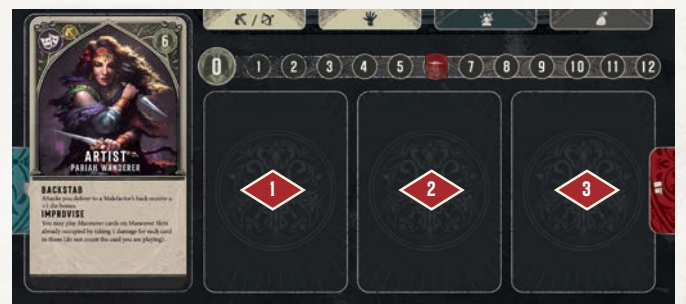 6
0 1 2 3 4 5 7 8 9 10 11 12
ARTIST
PARIAH WANDERER
BACKSTAB
Attacks you deliver to a Malefactor's back receive a
+1 die bonus.
IMPROVISE
You may play Maneuver cards on Maneuver Slots
already occupied by taking 1 damage for each card
in them (do not count the card you are playing).
1 2 3